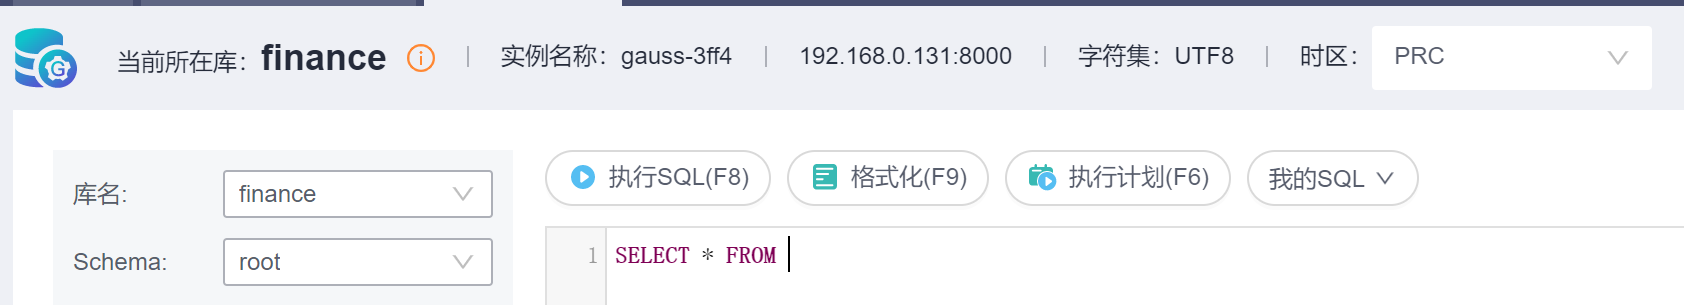 当前所在库：finance 实例名称：gauss-3ff4 192.168.0.131:8000 字符集：UTF8 时区： PRC
执行SQL(F8) 格式化(F9) 执行计划(F6) 我的SQL
库名: finance
Schema: root
1 SELECT * FROM